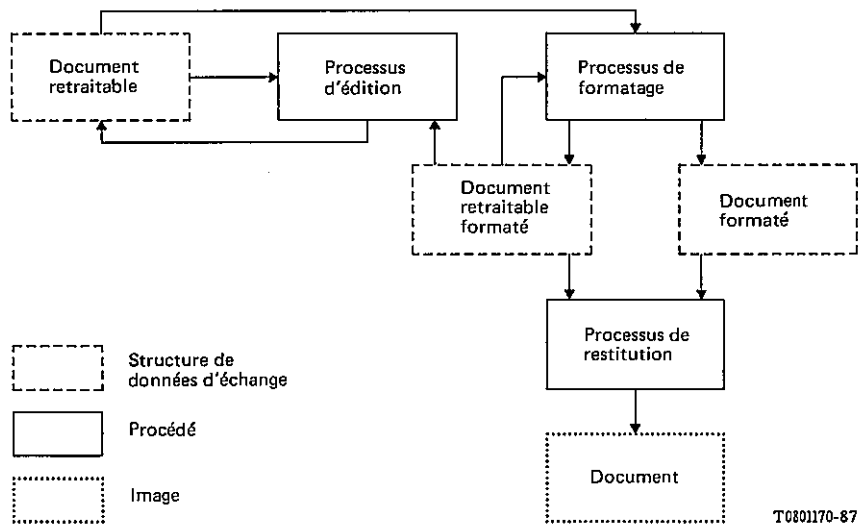 Document
retraitable
Processus
d'édition
Processus de
formatage
Document
retraitable
formaté
Document
formaté
Processus de
restitution
Document
Structure de
données d'échange
Procédé
Image
T0801170-87